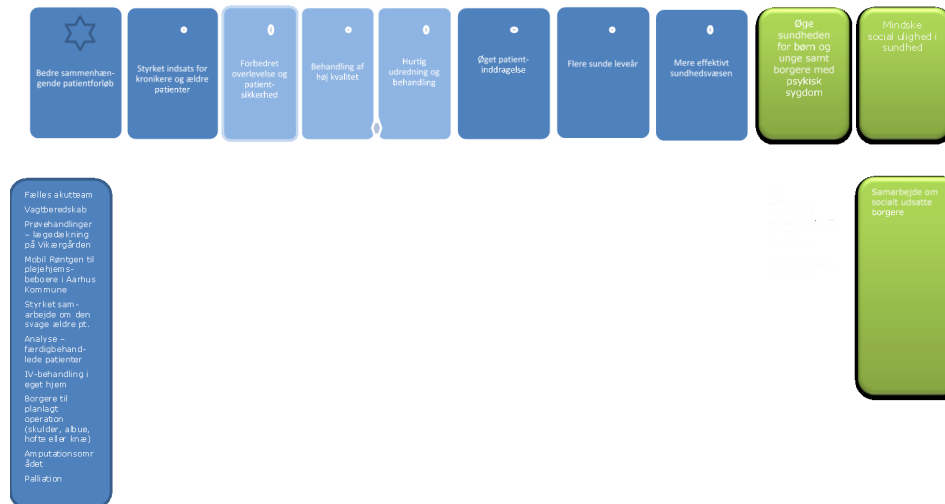 Bedre sammenhæn-
gende patientforløb
Styrket indsats for
kronikere og ældre
patienter
Forbedret
overlevelse og
patient-
sikkerhed
Behandling af
høj kvalitet
Hurtig
udredning og
behandling
Øget patient-
inddragelse
Flere sunde leveår
Mere effektivt
sundhedsvæsen
Øge
sundheden
for børn og
unge samt
borgere med
psykisk
sygdom
Mindske
social ulighed i
sundhed
Fælles akutteam
Vagtberedskab
Prøvehandlinger
– lægedækning
på Vikærgården
Mobil Røntgen til
plejehjems-
beboere i Aarhus
Kommune
Styrket sam-
arbejde om den
svage ældre pt.
Analyse –
færdigbehand-
lede patienter
IV-behandling i
eget hjem
Borgere til
planlagt
operation
(skulder, albue,
hofte eller knæ)
Amputationsomr
ådet
Palliation
Samarbejde om
socialt udsatte
borgere